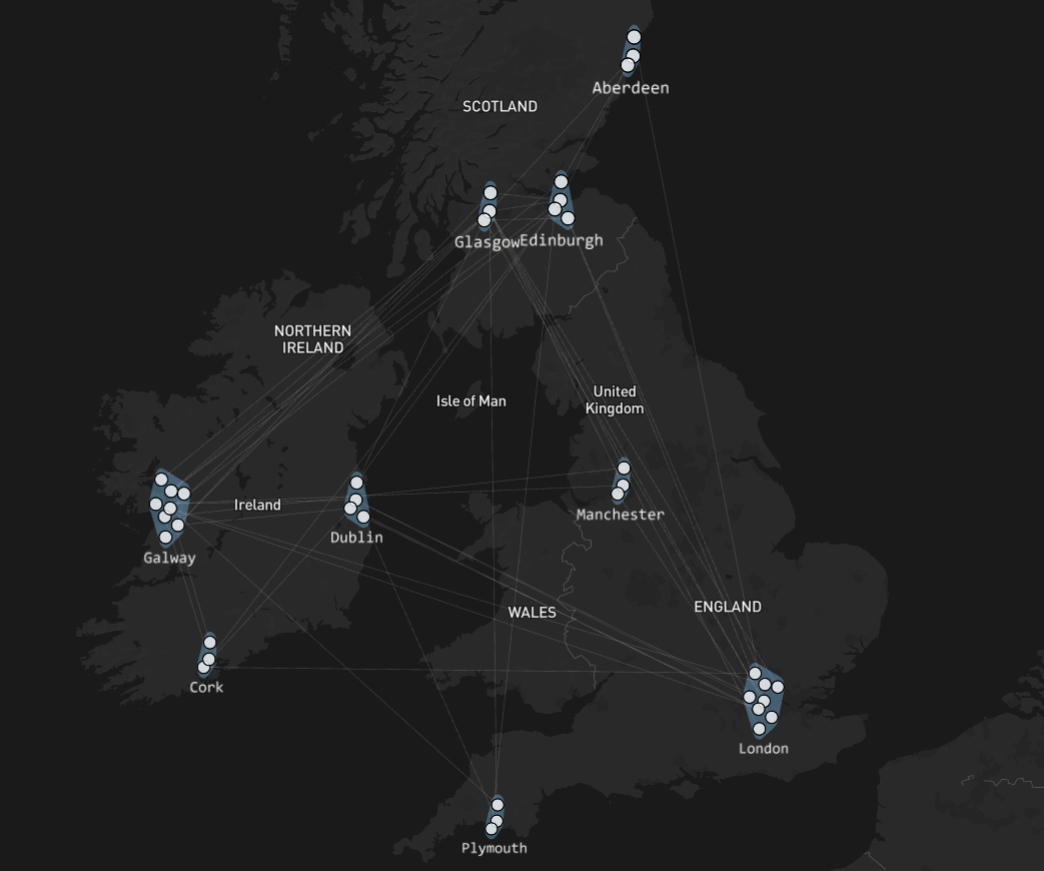 Aberdeen
SCOTLAND
Glasgow
Edinburgh
NORTHERN
IRELAND
Isle of Man
United
Kingdom
Ireland
Galway
Dublin
Manchester
WALES
ENGLAND
Cork
London
Plymouth